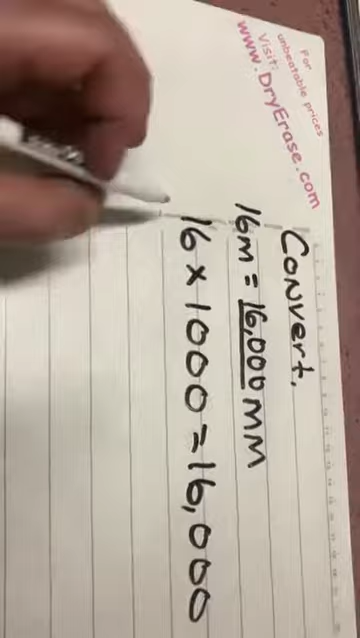 For
unbeatable prices
Visit:
www.DryErase.com
Convert.
16m = 16,000 MM
16 x 1000 = 16,000